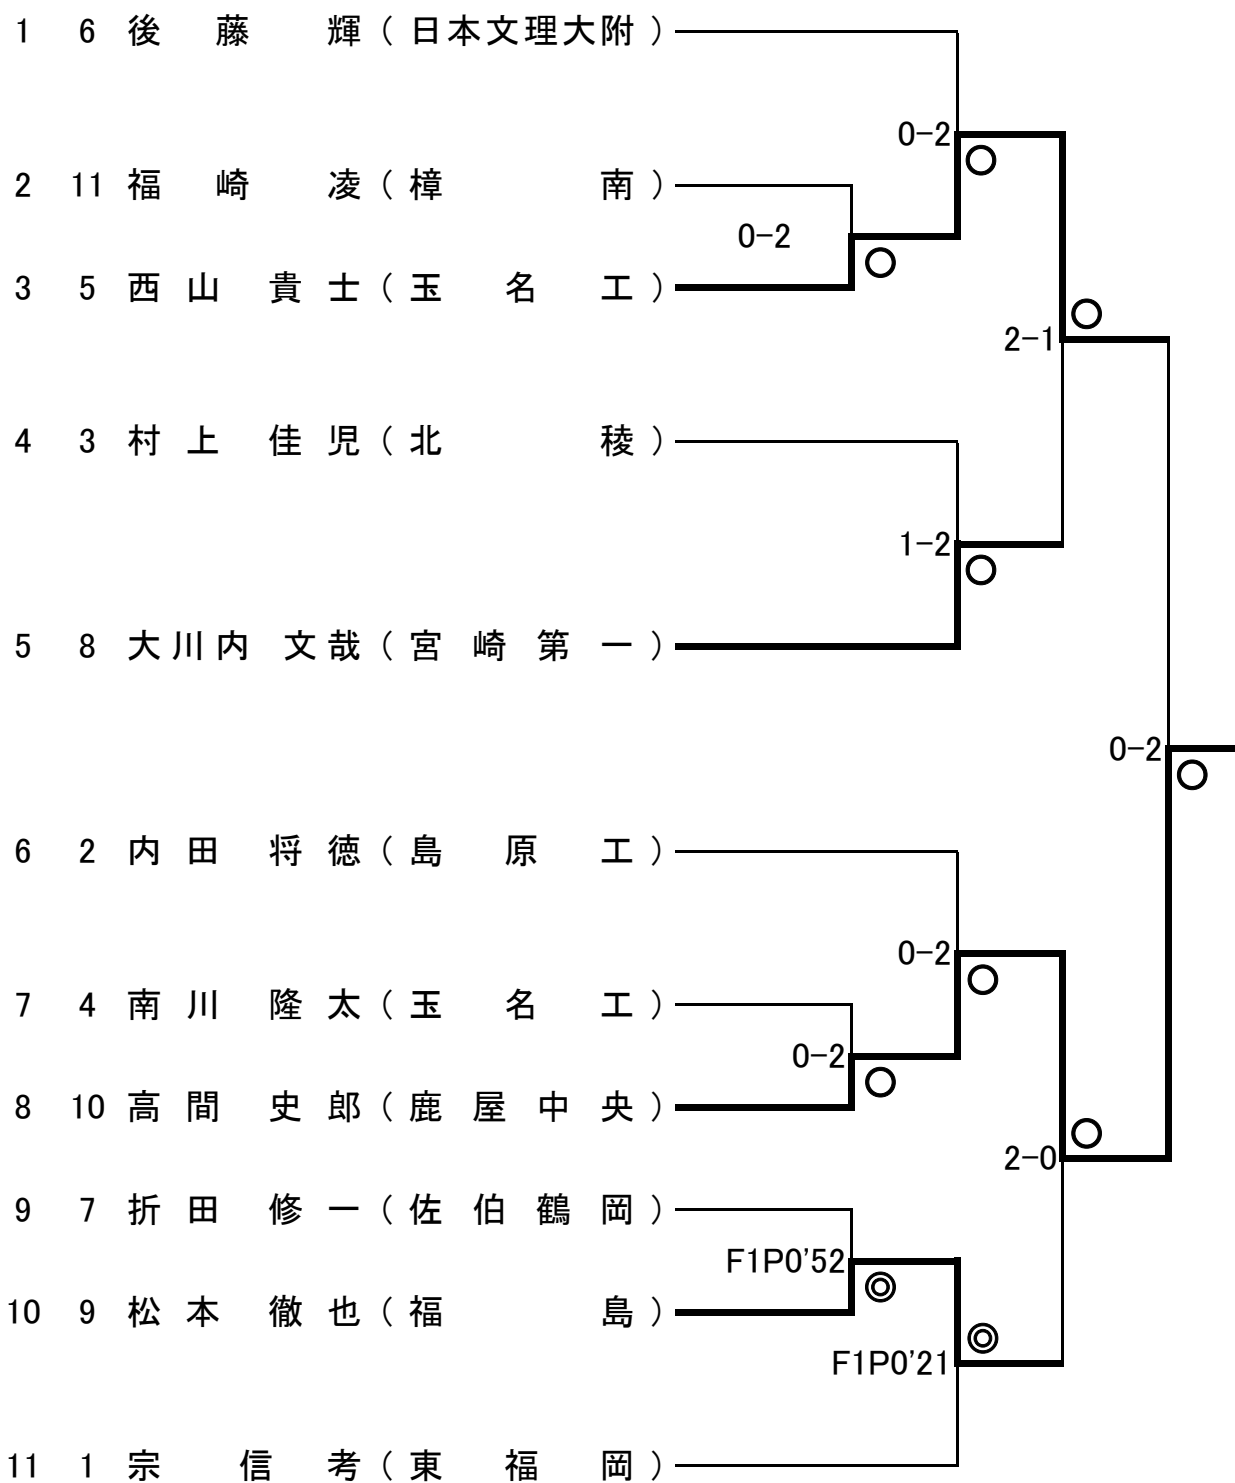 1 6 後藤輝(日本文理大附)
0-2
2 11 福崎凌(樟南)
0-2
3 5 西山貴士(玉名工)
2-1
4 3 村上佳児(北稜)
1-2
5 8 大川内文哉(宮崎第一)
0-2
6 2 内田将徳(島原工)
0-2
7 4 南川隆太(玉名工)
0-2
8 10 高間史郎(鹿屋中央)
2-0
9 7 折田修一(佐伯鶴岡)
F1P0'52
10 9 松本徹也(福島)
F1P0'21
11 1 宗信考(東福岡)